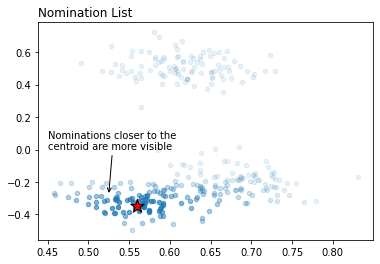 Nomination List
0.6
0.4
0.2
0.0
−0.2
−0.4
Nominations closer to the
centroid are more visible
0.45 0.50 0.55 0.60 0.65 0.70 0.75 0.80